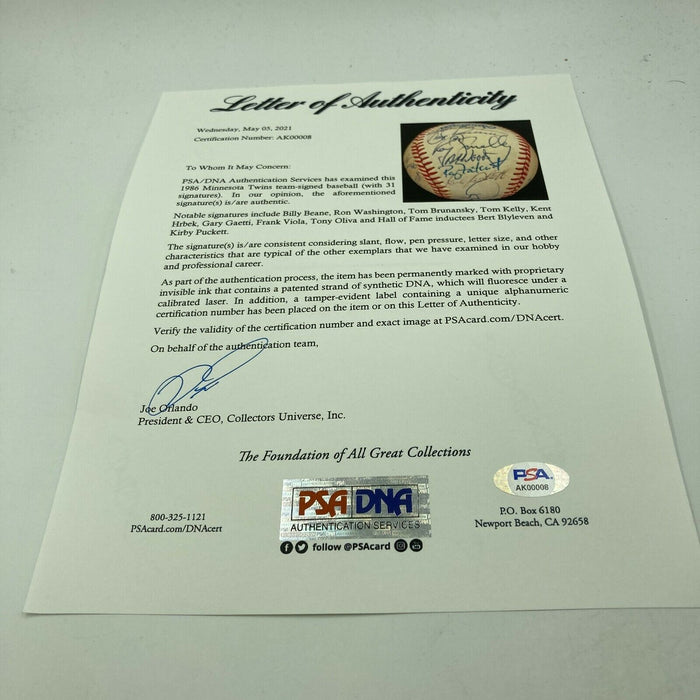 Letter of Authenticity
Wednesday, May 05, 2021
Certification Number: AK00008
To Whom It May Concern:
PSA/DNA Authentication Services has examined this
1986 Minnesota Twins team-signed baseball (with 31
signatures). In our opinion, the aforementioned
signature(s) is/are authentic.
Notable signatures include Billy Beane, Ron Washington, Tom Brunansky, Tom Kelly, Kent
Hrbek, Gary Gaetti, Frank Viola, Tony Oliva and Hall of Fame inductees Bert Blyleven and
Kirby Puckett.
The signature(s) is/are consistent considering slant, flow, pen pressure, letter size, and other
characteristics that are typical of the other exemplars that we have examined in our hobby
and professional career.
As part of the authentication process, the item has been permanently marked with proprietary
invisible ink that contains a patented strand of synthetic DNA, which will fluoresce under a
calibrated laser. In addition, a tamper-evident label containing a unique alphanumeric
certification number has been placed on the item or on this Letter of Authenticity.
Verify the validity of the certification number and exact image at PSAcard.com/DNAcert.
On behalf of the authentication team,
Joe Orlando
President & CEO, Collectors Universe, Inc.
The Foundation of All Great Collections
PSA
AK00008
PSA DNA
AUTHENTICATION SERVICES
800-325-1121
PSAcard.com/DNAcert
P.O. Box 6180
Newport Beach, CA 92658
follow @PSAcard